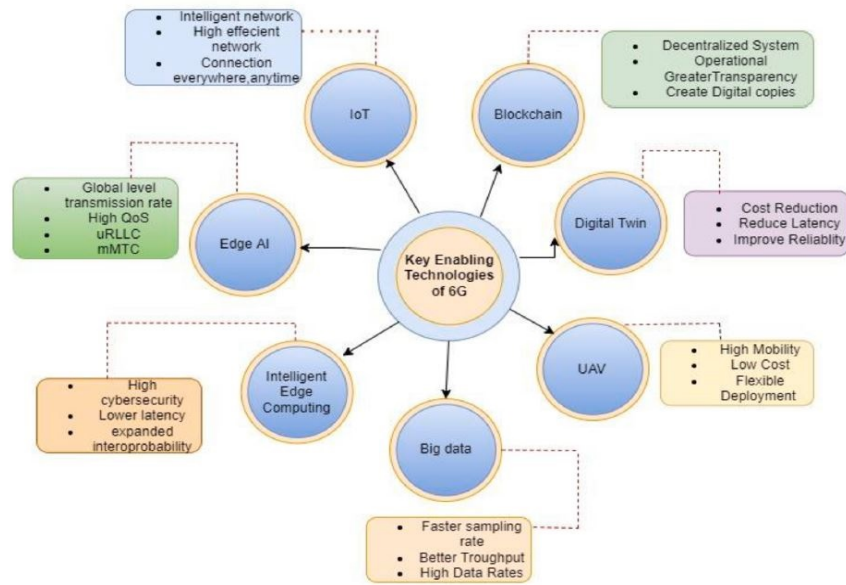 Intelligent network
High effecient
network
Connection
everywhere,anytime
IoT
Decentralized System
Operational
GreaterTransparency
Create Digital copies
Blockchain
Global level
transmission rate
High QoS
uRLLC
mMTC
Edge AI
Key Enabling
Technologies
of 6G
Digital Twin
Cost Reduction
Reduce Latency
Improve Reliablity
High
cybersecurity
Lower latency
expanded
interoprobability
Intelligent
Edge
Computing
UAV
High Mobility
Low Cost
Flexible
Deployment
Big data
Faster sampling
rate
Better Troughput
High Data Rates